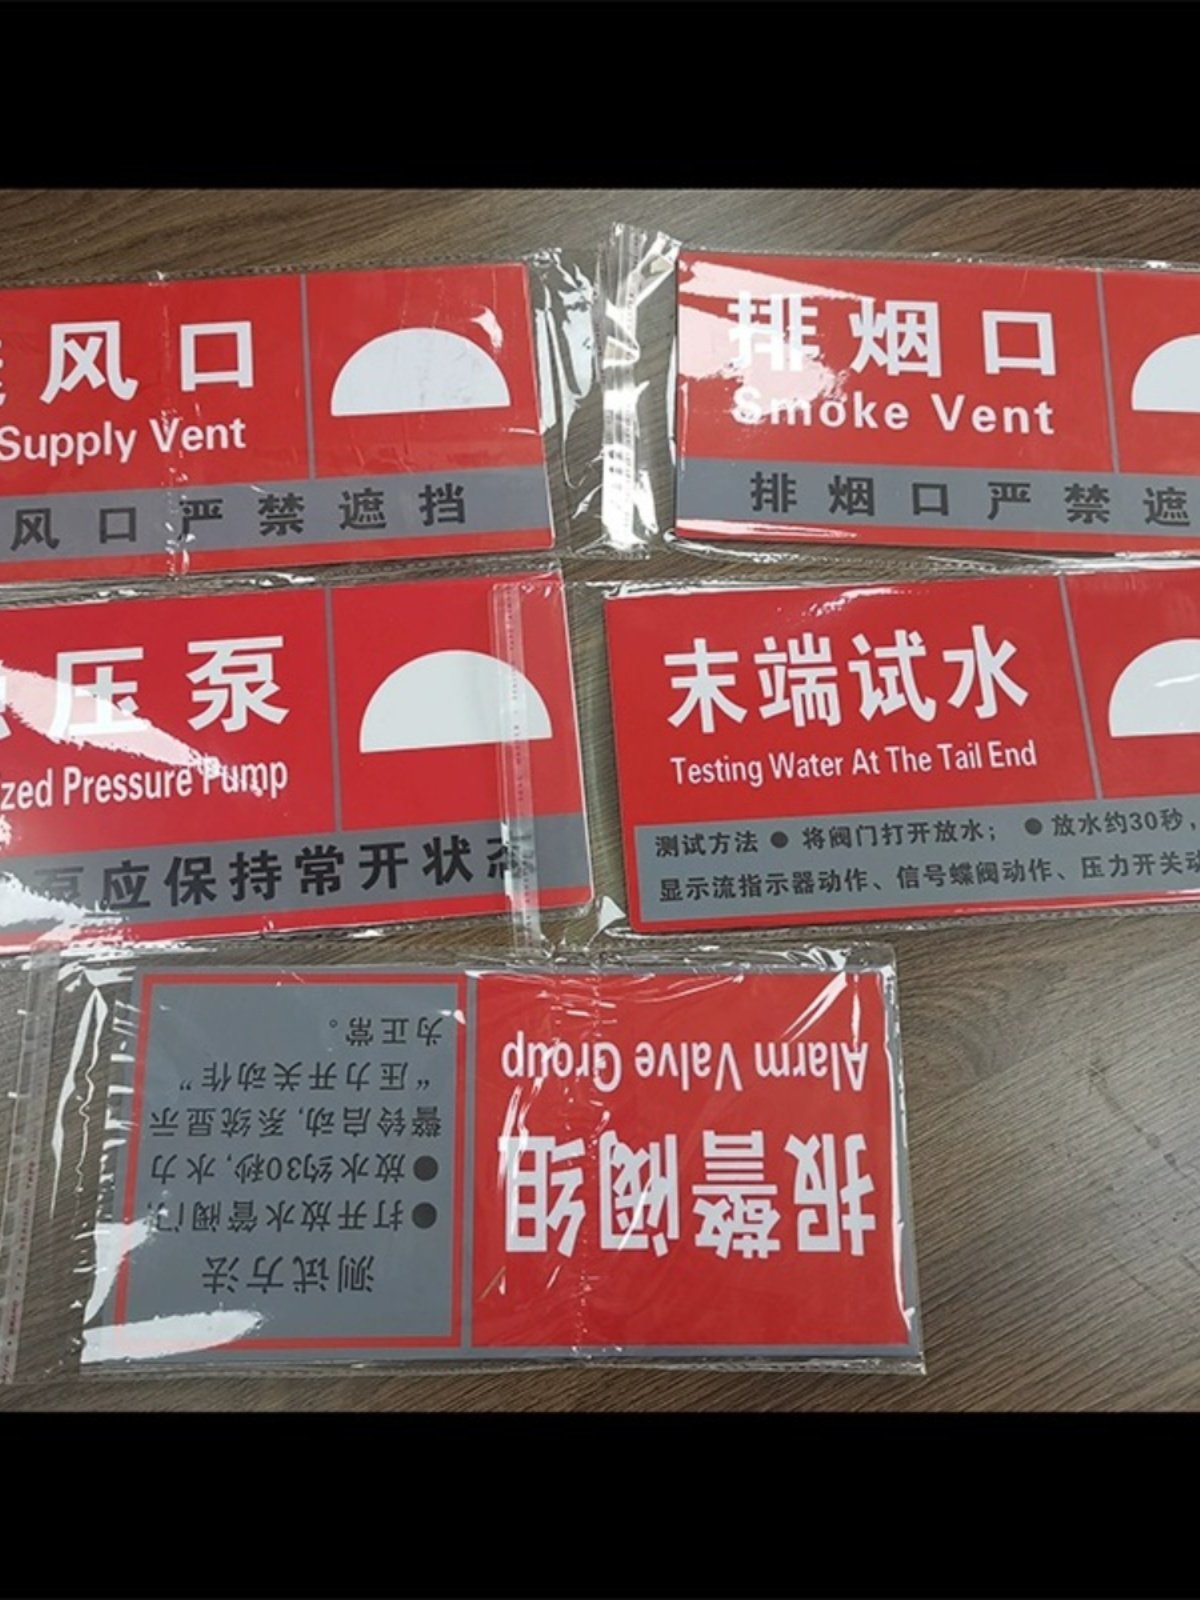 风口
Supply Vent
风口严禁遮挡
排烟口
Smoke Vent
排烟口严禁遮
压泵
zed Pressure Pump
泵应保持常开状态
末端试水
Testing Water At The Tail End
测试方法 ● 将阀门打开放水； ● 放水约30秒，
显示流指示器动作、信号蝶阀动作、压力开关动
报警阀组
Alarm Valve Group
测试方法
●打开放水管阀门，
●放水约30秒，水力
警铃启动，系统显示
“压力开关动作”
为正常。